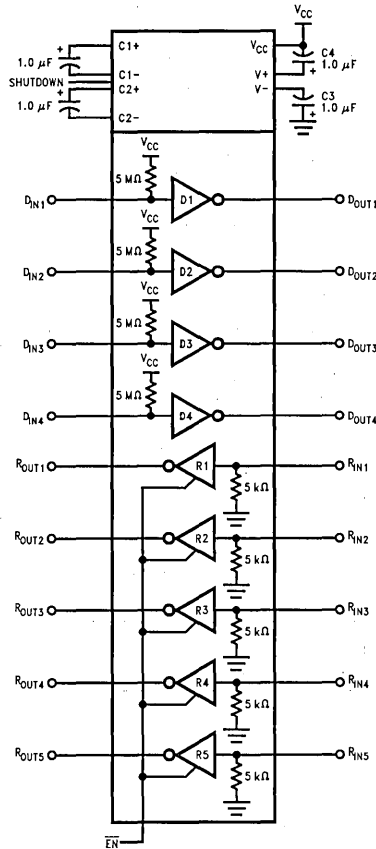 V_CC
C1+
V_CC
C4
1.0 µF
1.0 µF
C1-
V+
SHUTDOWN
C2+
V-
C3
1.0 µF
1.0 µF
C2-
V_CC
5 MΩ
D_IN1
D1
D_OUT1
V_CC
5 MΩ
D_IN2
D2
D_OUT2
V_CC
5 MΩ
D_IN3
D3
D_OUT3
V_CC
5 MΩ
D_IN4
D4
D_OUT4
R_OUT1
R1
R_IN1
5 kΩ
R_OUT2
R2
R_IN2
5 kΩ
R_OUT3
R3
R_IN3
5 kΩ
R_OUT4
R4
R_IN4
5 kΩ
R_OUT5
R5
R_IN5
5 kΩ
E̅N̅